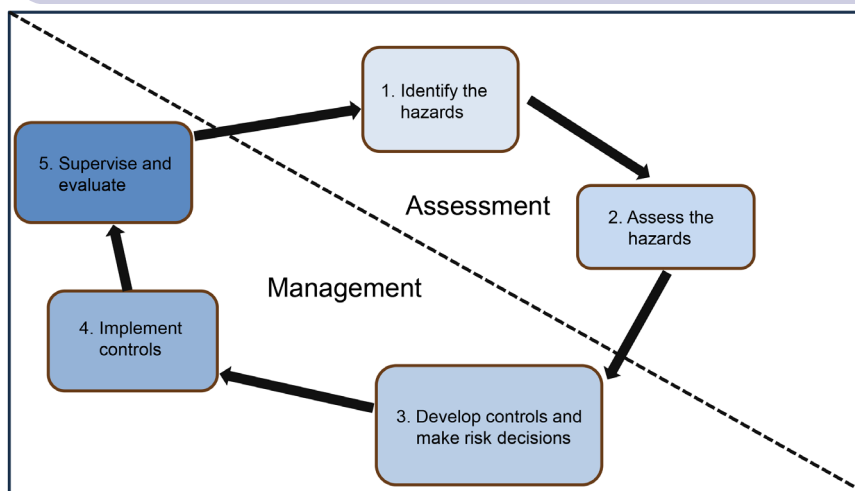 1. Identify the
hazards
5. Supervise and
evaluate
Assessment
2. Assess the
hazards
Management
4. Implement
controls
3. Develop controls and
make risk decisions